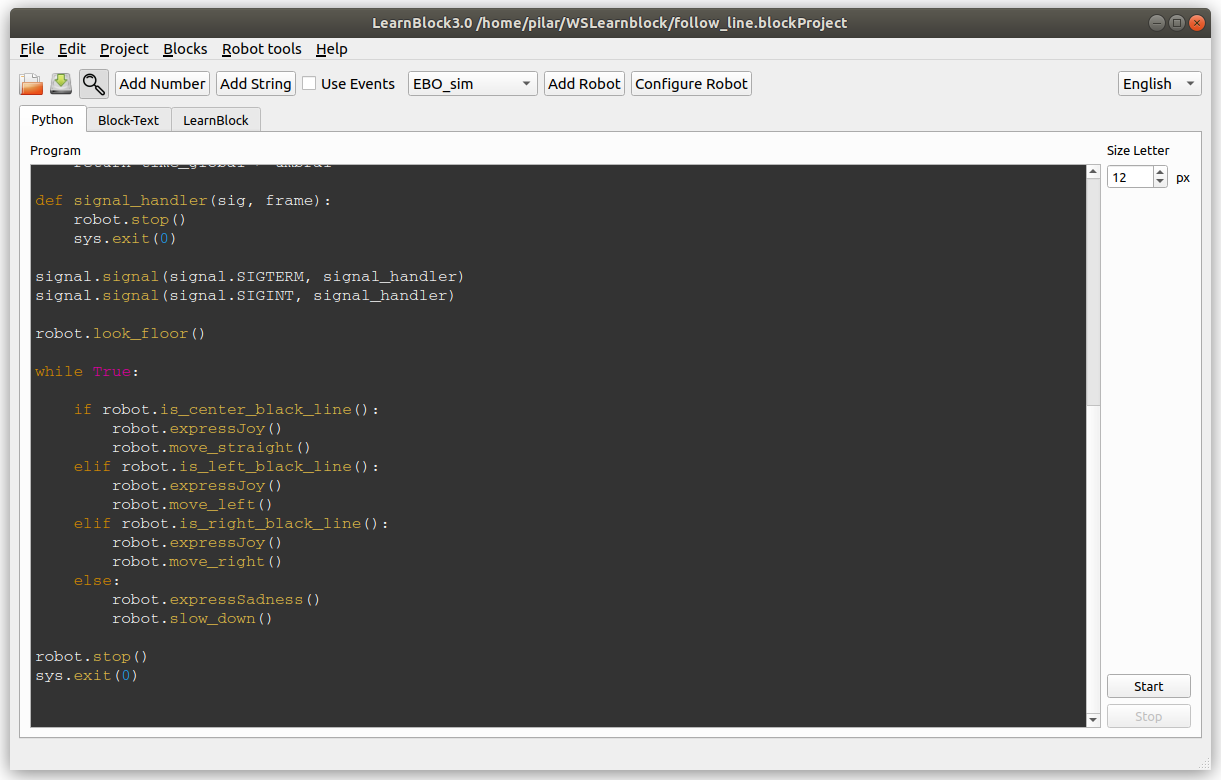 LearnBlock3.0 /home/pilar/WSLearnblock/follow_line.blockProject
File Edit Project Blocks Robot tools Help
Add Number Add String Use Events EBO_sim Add Robot Configure Robot English
Python Block-Text LearnBlock
Program
Size Letter
12 px
def signal_handler(sig, frame):
    robot.stop()
    sys.exit(0)
signal.signal(signal.SIGTERM, signal_handler)
signal.signal(signal.SIGINT, signal_handler)
robot.look_floor()
while True:
    if robot.is_center_black_line():
        robot.expressJoy()
        robot.move_straight()
    elif robot.is_left_black_line():
        robot.expressJoy()
        robot.move_left()
    elif robot.is_right_black_line():
        robot.expressJoy()
        robot.move_right()
    else:
        robot.expressSadness()
        robot.slow_down()
robot.stop()
sys.exit(0)
Start
Stop